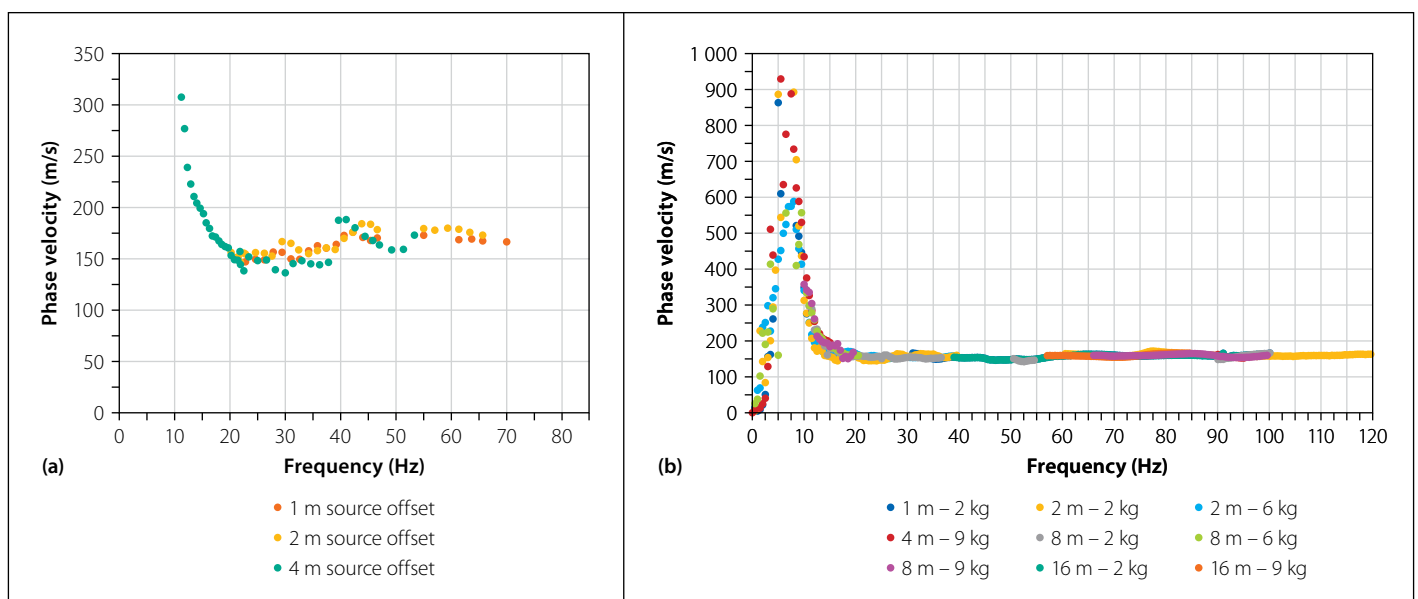 350
300
250
200
150
100
50
0
Phase velocity (m/s)
0 10 20 30 40 50 60 70 80
(a) Frequency (Hz)
1 m source offset
2 m source offset
4 m source offset
1 000
900
800
700
600
500
400
300
200
100
0
Phase velocity (m/s)
0 10 20 30 40 50 60 70 80 90 100 110 120
(b) Frequency (Hz)
1 m – 2 kg 2 m – 2 kg 2 m – 6 kg
4 m – 9 kg 8 m – 2 kg 8 m – 6 kg
8 m – 9 kg 16 m – 2 kg 16 m – 9 kg